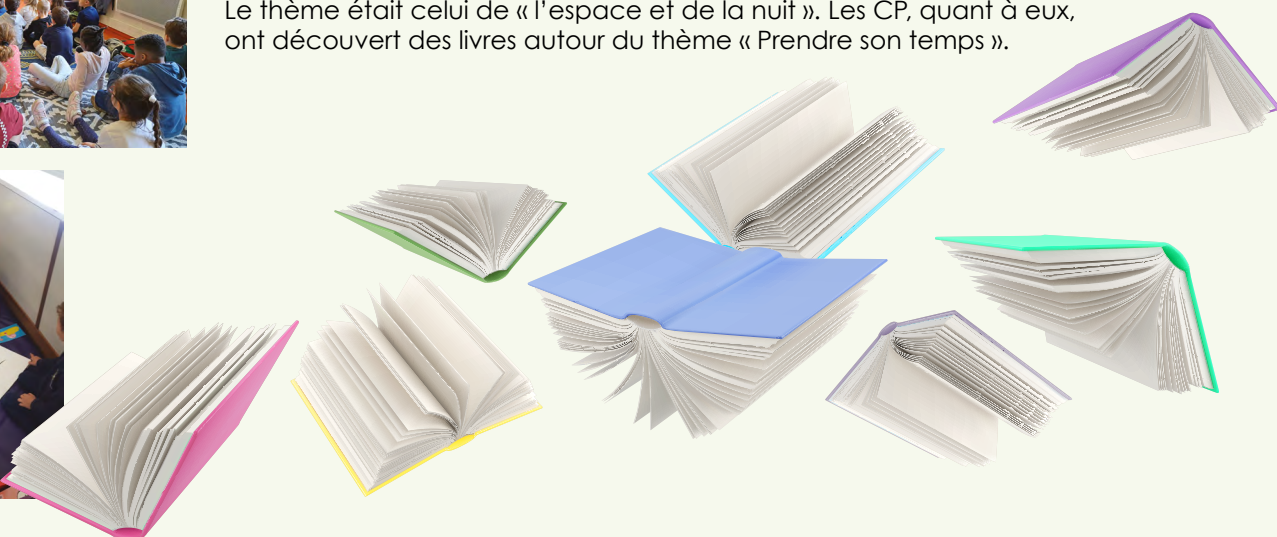 Le thème était celui de « l'espace et de la nuit ». Les CP, quant à eux,
ont découvert des livres autour du thème « Prendre son temps ».